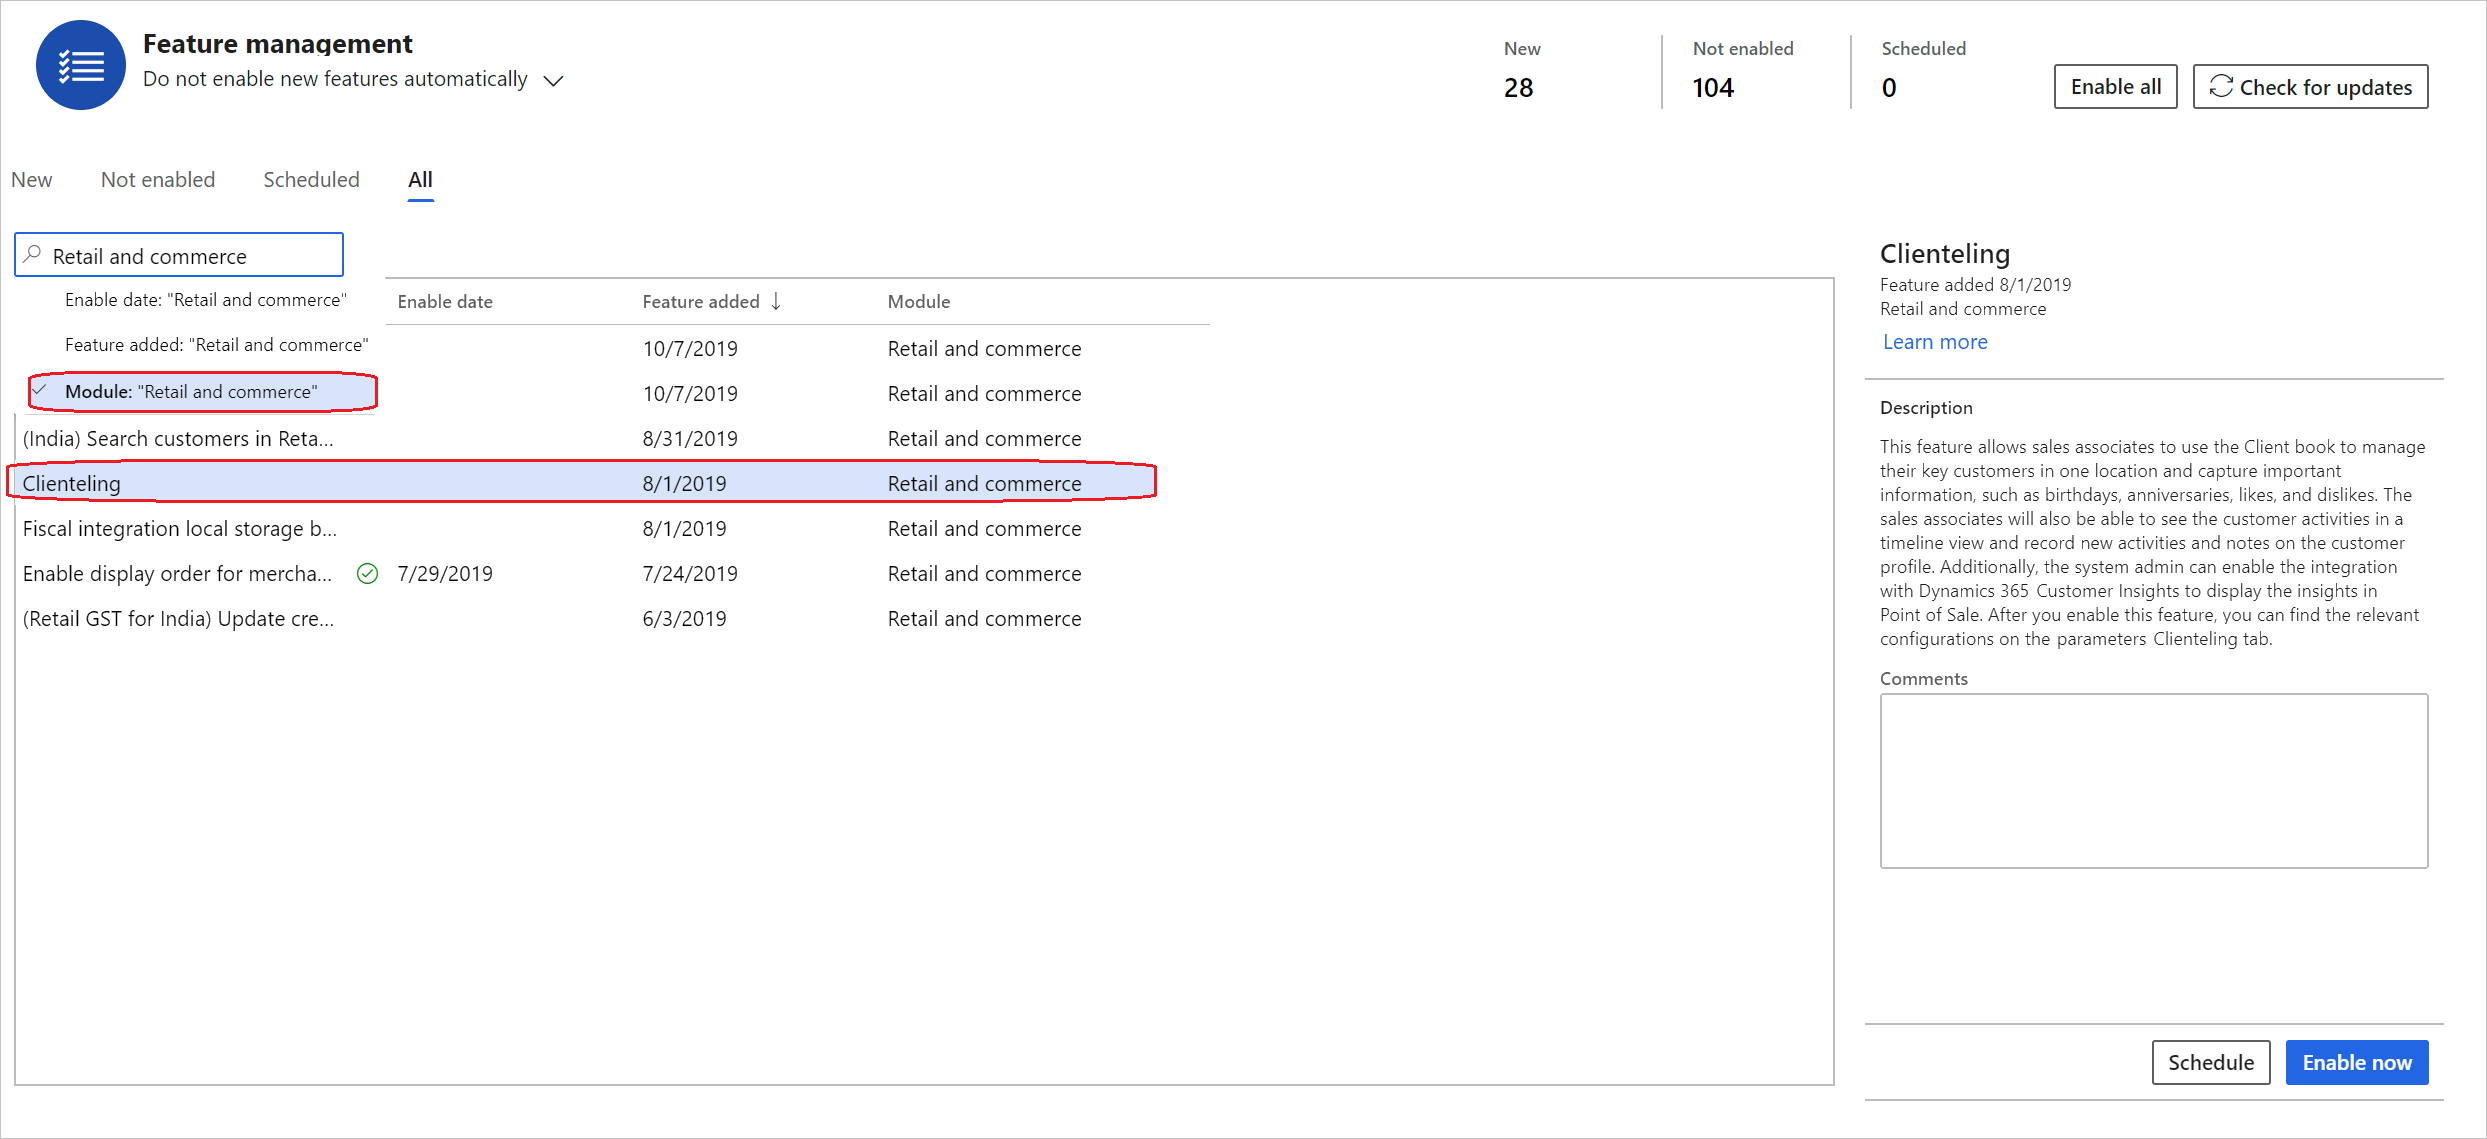 Feature management
Do not enable new features automatically
New
28
Not enabled
104
Scheduled
0
Enable all
Check for updates
New
Not enabled
Scheduled
All
Retail and commerce
Enable date: "Retail and commerce"
Feature added: "Retail and commerce"
Module: "Retail and commerce"
Enable date Feature added Module
10/7/2019 Retail and commerce
10/7/2019 Retail and commerce
(India) Search customers in Reta... 8/31/2019 Retail and commerce
Clienteling 8/1/2019 Retail and commerce
Fiscal integration local storage b... 8/1/2019 Retail and commerce
Enable display order for mercha... 7/29/2019 7/24/2019 Retail and commerce
(Retail GST for India) Update cre... 6/3/2019 Retail and commerce
Clienteling
Feature added 8/1/2019
Retail and commerce
Learn more
Description
This feature allows sales associates to use the Client book to manage
their key customers in one location and capture important
information, such as birthdays, anniversaries, likes, and dislikes. The
sales associates will also be able to see the customer activities in a
timeline view and record new activities and notes on the customer
profile. Additionally, the system admin can enable the integration
with Dynamics 365 Customer Insights to display the insights in
Point of Sale. After you enable this feature, you can find the relevant
configurations on the parameters Clienteling tab.
Comments
Schedule
Enable now